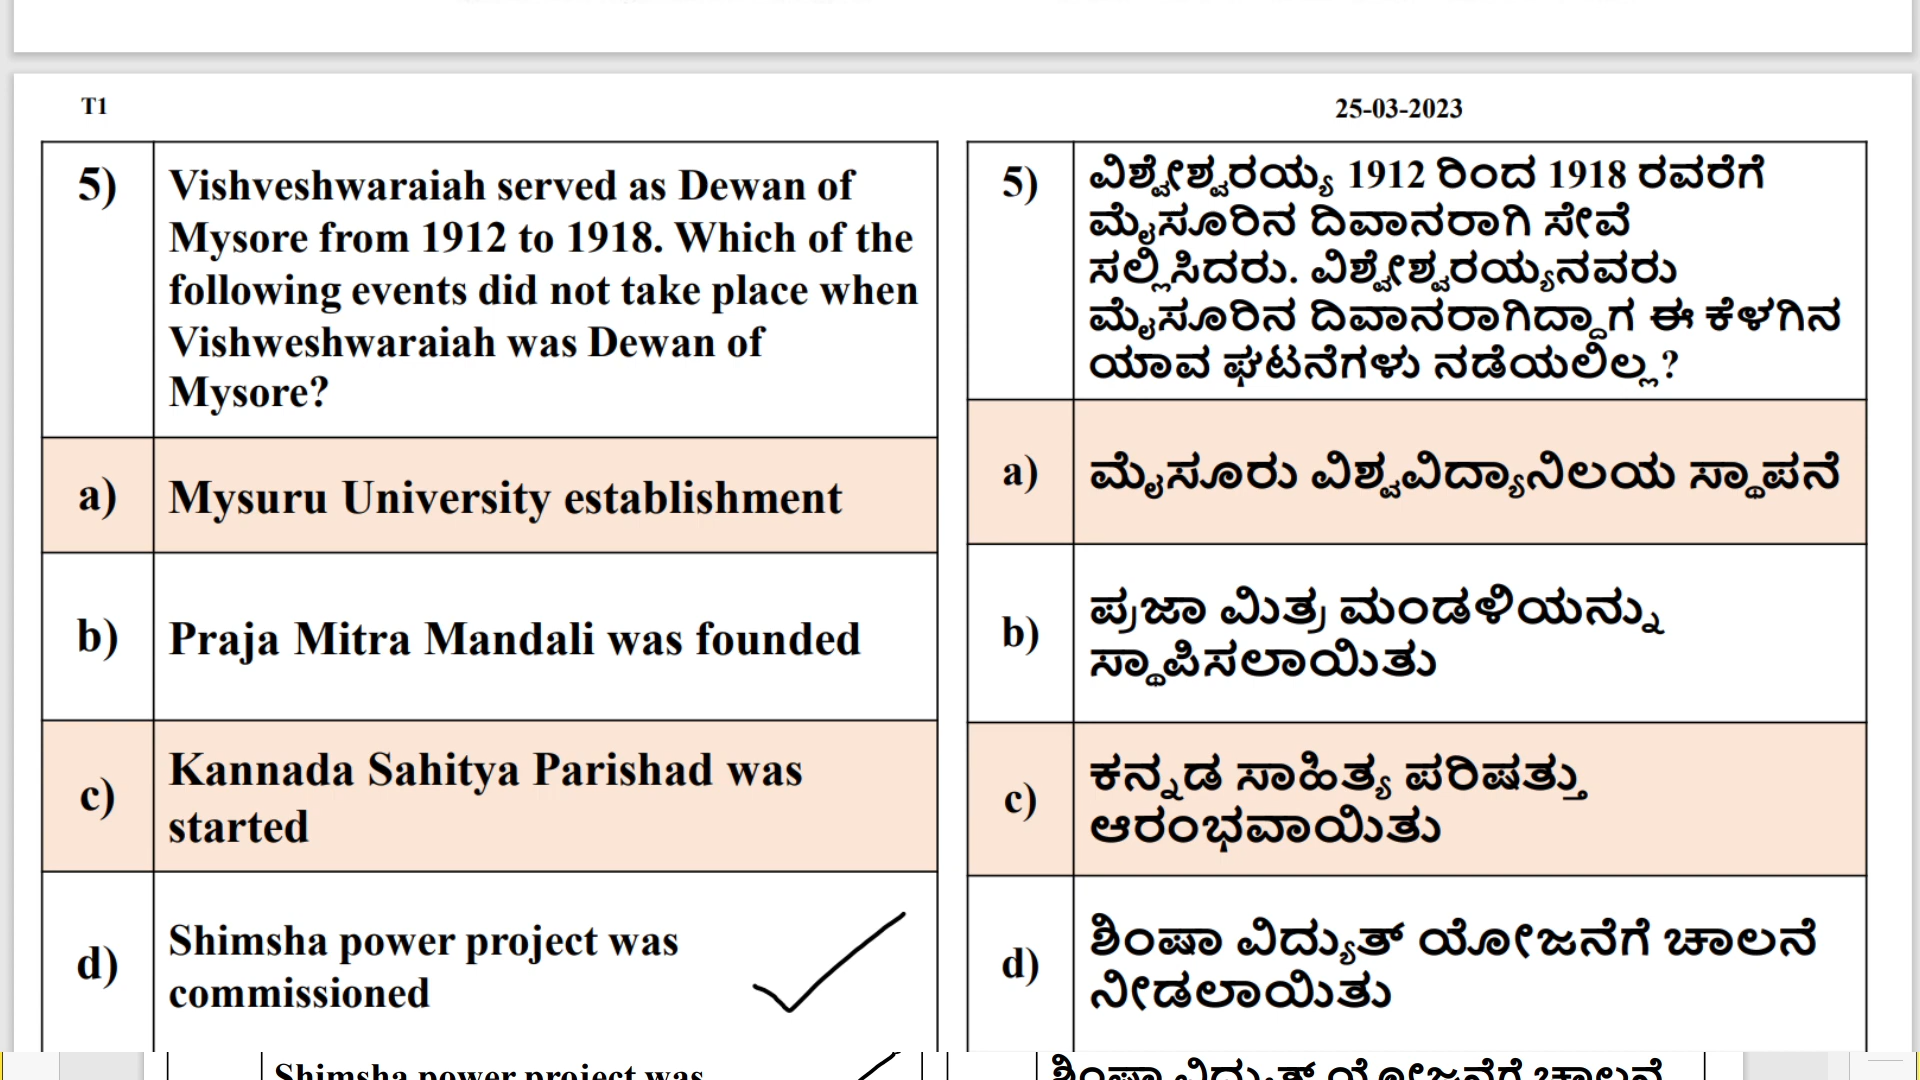 T1
25-03-2023
5)
Vishveshwaraiah served as Dewan of
Mysore from 1912 to 1918. Which of the
following events did not take place when
Vishweshwaraiah was Dewan of
Mysore?
a)
Mysuru University establishment
b)
Praja Mitra Mandali was founded
c)
Kannada Sahitya Parishad was
started
d)
Shimsha power project was
commissioned
5)
ವಿಶ್ವೇಶ್ವರಯ್ಯ 1912 ರಿಂದ 1918 ರವರೆಗೆ
ಮೈಸೂರಿನ ದಿವಾನರಾಗಿ ಸೇವೆ
ಸಲ್ಲಿಸಿದರು. ವಿಶ್ವೇಶ್ವರಯ್ಯನವರು
ಮೈಸೂರಿನ ದಿವಾನರಾಗಿದ್ದಾಗ ಈ ಕೆಳಗಿನ
ಯಾವ ಘಟನೆಗಳು ನಡೆಯಲಿಲ್ಲ?
a)
ಮೈಸೂರು ವಿಶ್ವವಿದ್ಯಾನಿಲಯ ಸ್ಥಾಪನೆ
b)
ಪ್ರಜಾ ಮಿತ್ರ ಮಂಡಳಿಯನ್ನು
ಸ್ಥಾಪಿಸಲಾಯಿತು
c)
ಕನ್ನಡ ಸಾಹಿತ್ಯ ಪರಿಷತ್ತು
ಆರಂಭವಾಯಿತು
d)
ಶಿಂಷಾ ವಿದ್ಯುತ್ ಯೋಜನೆಗೆ ಚಾಲನೆ
ನೀಡಲಾಯಿತು
Shimsha power project was
ಶಿಂಷಾ ವಿದ್ಯುತ್ ಯೋಜನೆಗೆ ಚಾಲನೆ